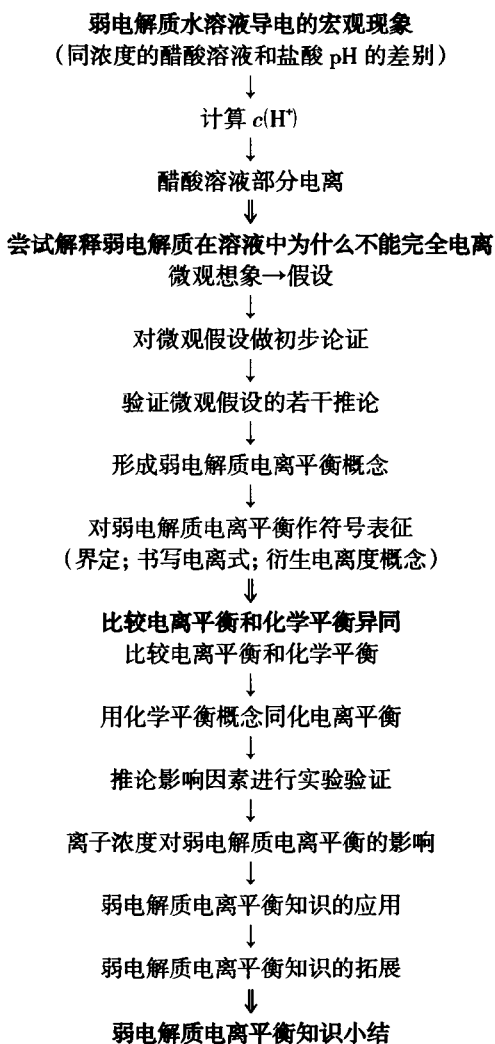 弱电解质水溶液导电的宏观现象
（同浓度的醋酸溶液和盐酸 pH 的差别）
↓
计算 c(H⁺)
↓
醋酸溶液部分电离
⇓
尝试解释弱电解质在溶液中为什么不能完全电离
微观想象→假设
↓
对微观假设做初步论证
↓
验证微观假设的若干推论
↓
形成弱电解质电离平衡概念
↓
对弱电解质电离平衡作符号表征
（界定；书写电离式；衍生电离度概念）
⇓
比较电离平衡和化学平衡异同
比较电离平衡和化学平衡
↓
用化学平衡概念同化电离平衡
↓
推论影响因素进行实验验证
↓
离子浓度对弱电解质电离平衡的影响
↓
弱电解质电离平衡知识的应用
↓
弱电解质电离平衡知识的拓展
⇓
弱电解质电离平衡知识小结